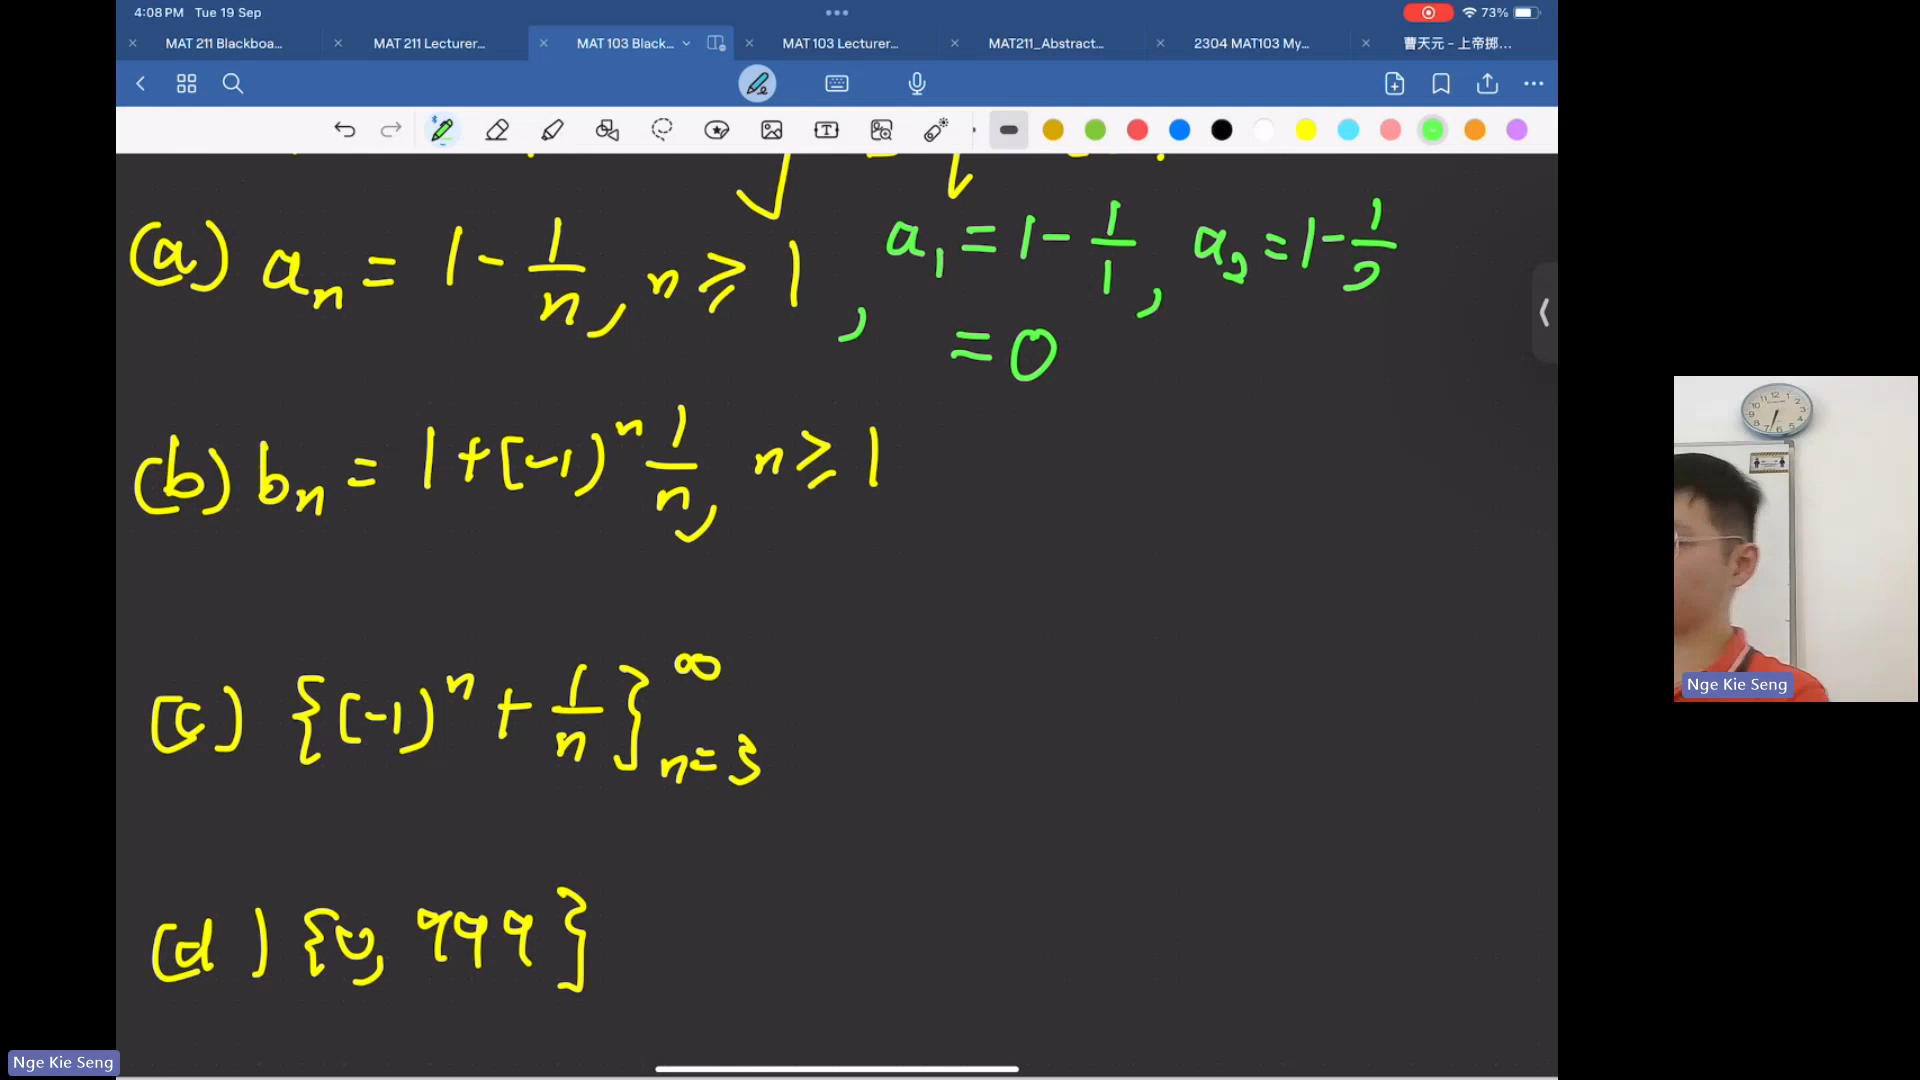 4:08 PM Tue 19 Sep
73%
MAT 211 Blackboa...
MAT 211 Lecturer...
MAT 103 Black...
MAT 103 Lecturer...
MAT211_Abstract...
2304 MAT103 My...
曹天元 - 上帝掷...
(a) aₙ = 1 - 1/n, n ≥ 1, a₁ = 1 - 1/1, a₂ = 1 - 1/2
= 0
(b) bₙ = 1 + (-1)ⁿ 1/n, n ≥ 1
(c) {(-1)ⁿ + 1/n}^∞ n=3
(d) {0, 999}
Nge Kie Seng
Nge Kie Seng